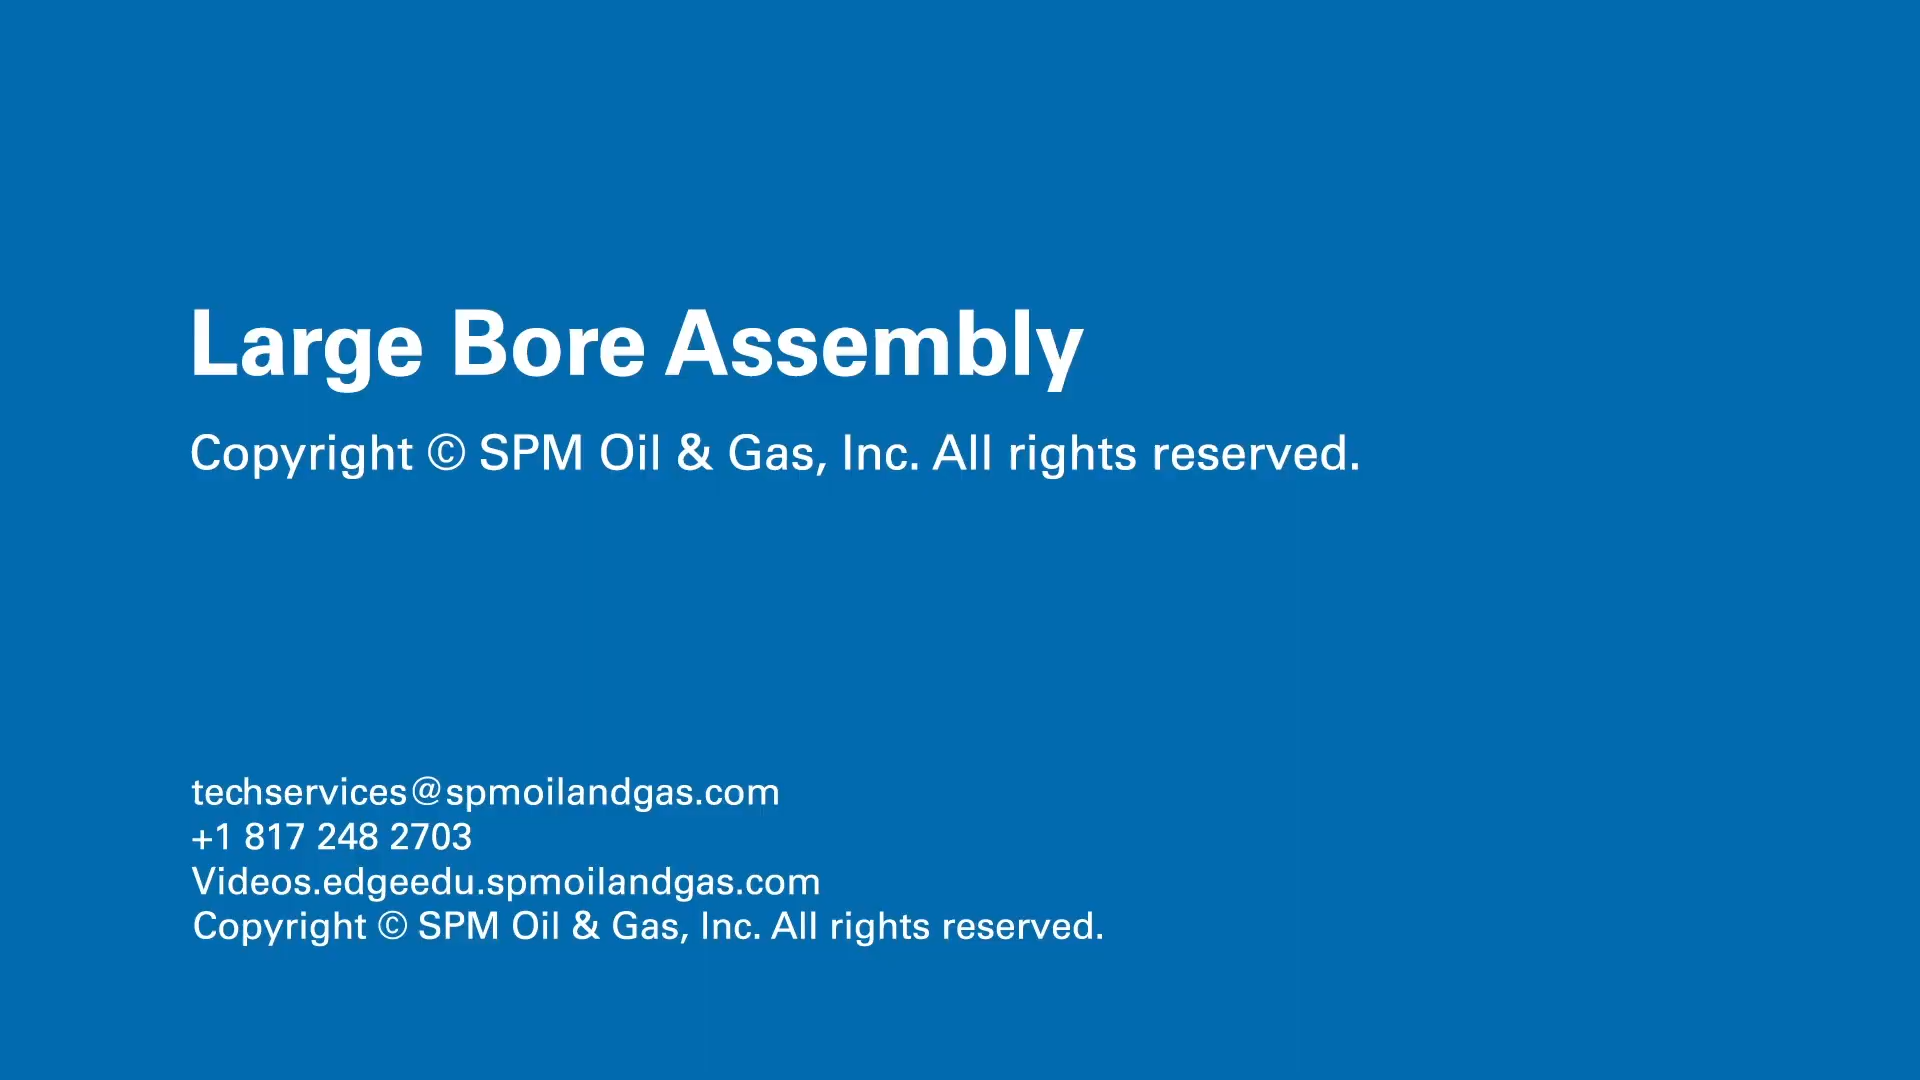 Large Bore Assembly
Copyright © SPM Oil & Gas, Inc. All rights reserved.
techservices@spmoilandgas.com
+1 817 248 2703
Videos.edgeedu.spmoilandgas.com
Copyright © SPM Oil & Gas, Inc. All rights reserved.